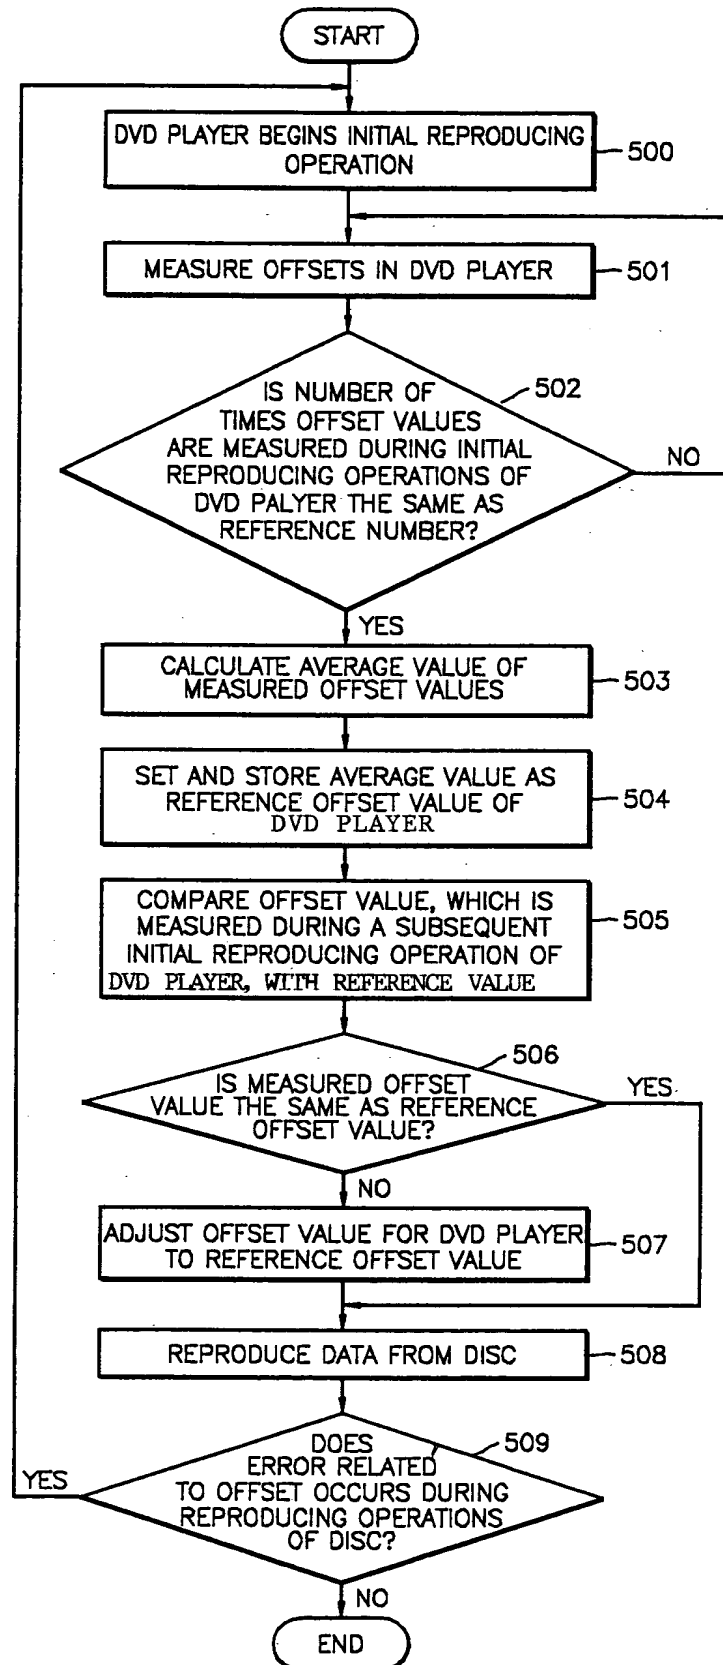 START
DVD PLAYER BEGINS INITIAL REPRODUCING
OPERATION
500
MEASURE OFFSETS IN DVD PLAYER
501
502
IS NUMBER OF
TIMES OFFSET VALUES
ARE MEASURED DURING INITIAL
REPRODUCING OPERATIONS OF
DVD PALYER THE SAME AS
REFERENCE NUMBER?
NO
YES
CALCULATE AVERAGE VALUE OF
MEASURED OFFSET VALUES
503
SET AND STORE AVERAGE VALUE AS
REFERENCE OFFSET VALUE OF
DVD PLAYER
504
COMPARE OFFSET VALUE, WHICH IS
MEASURED DURING A SUBSEQUENT
INITIAL REPRODUCING OPERATION OF
DVD PLAYER, WITH REFERENCE VALUE
505
506
IS MEASURED OFFSET
VALUE THE SAME AS REFERENCE
OFFSET VALUE?
YES
NO
ADJUST OFFSET VALUE FOR DVD PLAYER
TO REFERENCE OFFSET VALUE
507
REPRODUCE DATA FROM DISC
508
509
DOES
ERROR RELATED
TO OFFSET OCCURS DURING
REPRODUCING OPERATIONS
OF DISC?
YES
NO
END